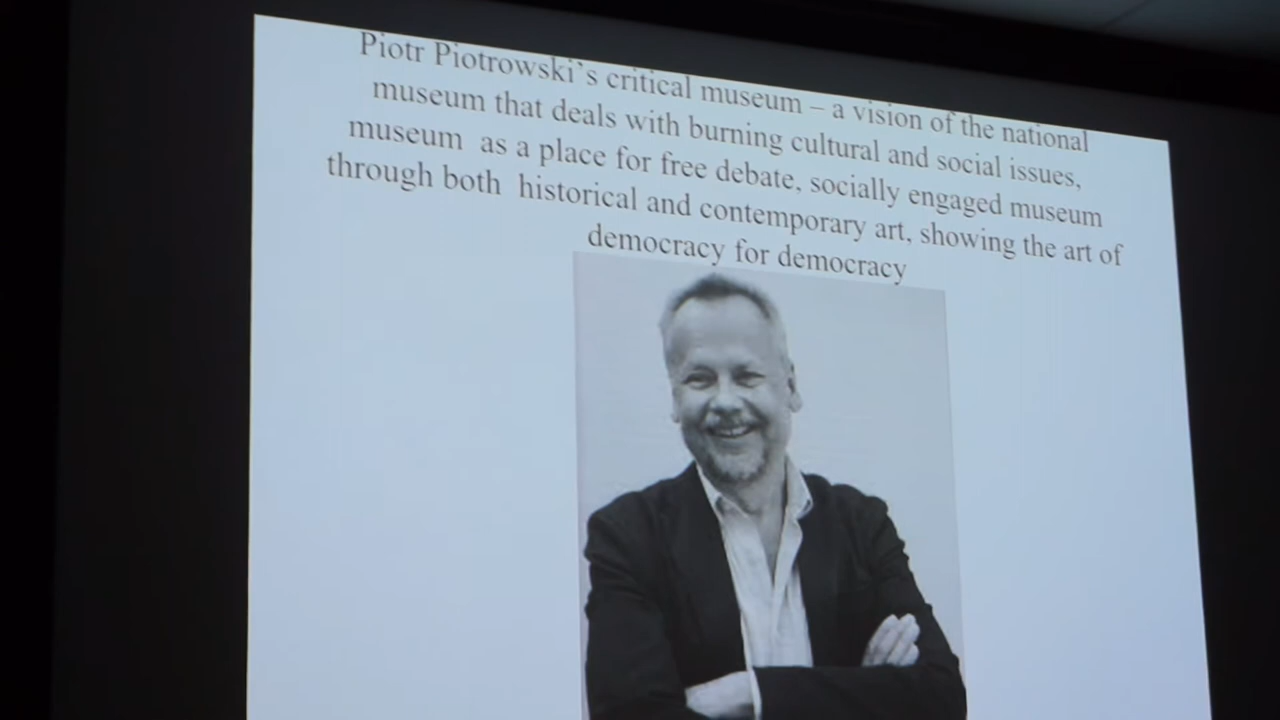 Piotr Piotrowski`s critical museum – a vision of the national
museum that deals with burning cultural and social issues,
museum as a place for free debate, socially engaged museum
through both historical and contemporary art, showing the art of
democracy for democracy